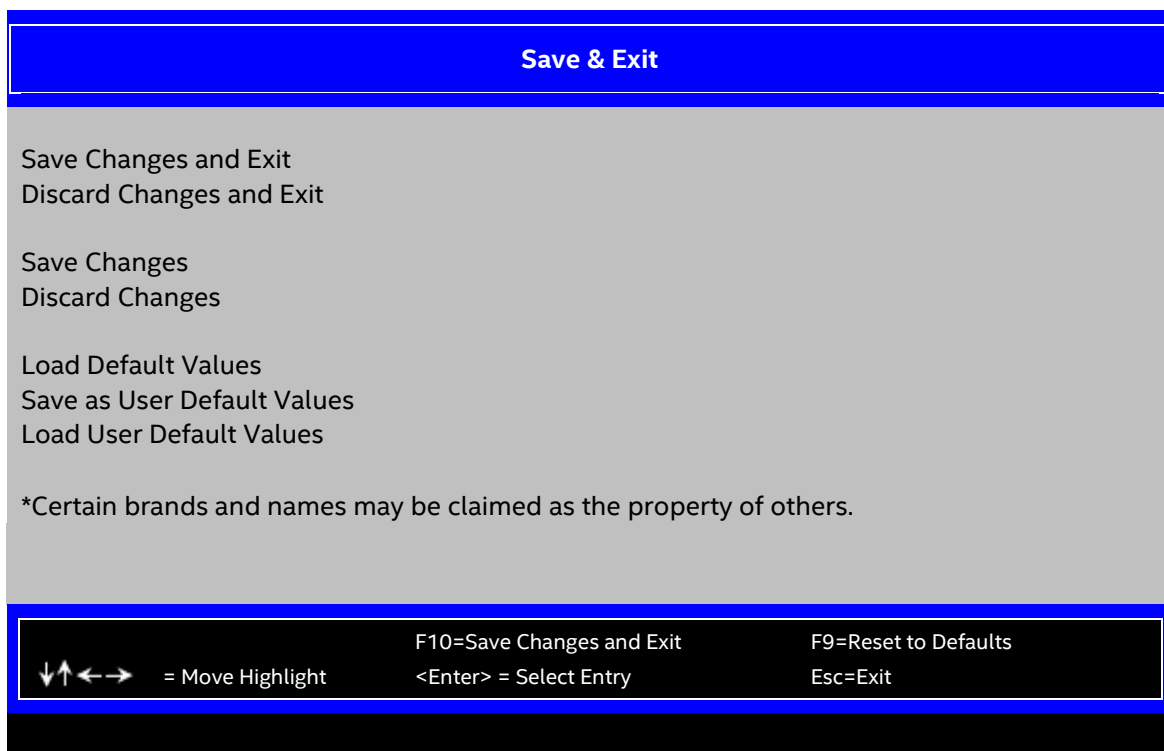 Save & Exit
Save Changes and Exit
Discard Changes and Exit
Save Changes
Discard Changes
Load Default Values
Save as User Default Values
Load User Default Values
*Certain brands and names may be claimed as the property of others.
F10=Save Changes and Exit F9=Reset to Defaults
↓↑←→ = Move Highlight <Enter> = Select Entry Esc=Exit